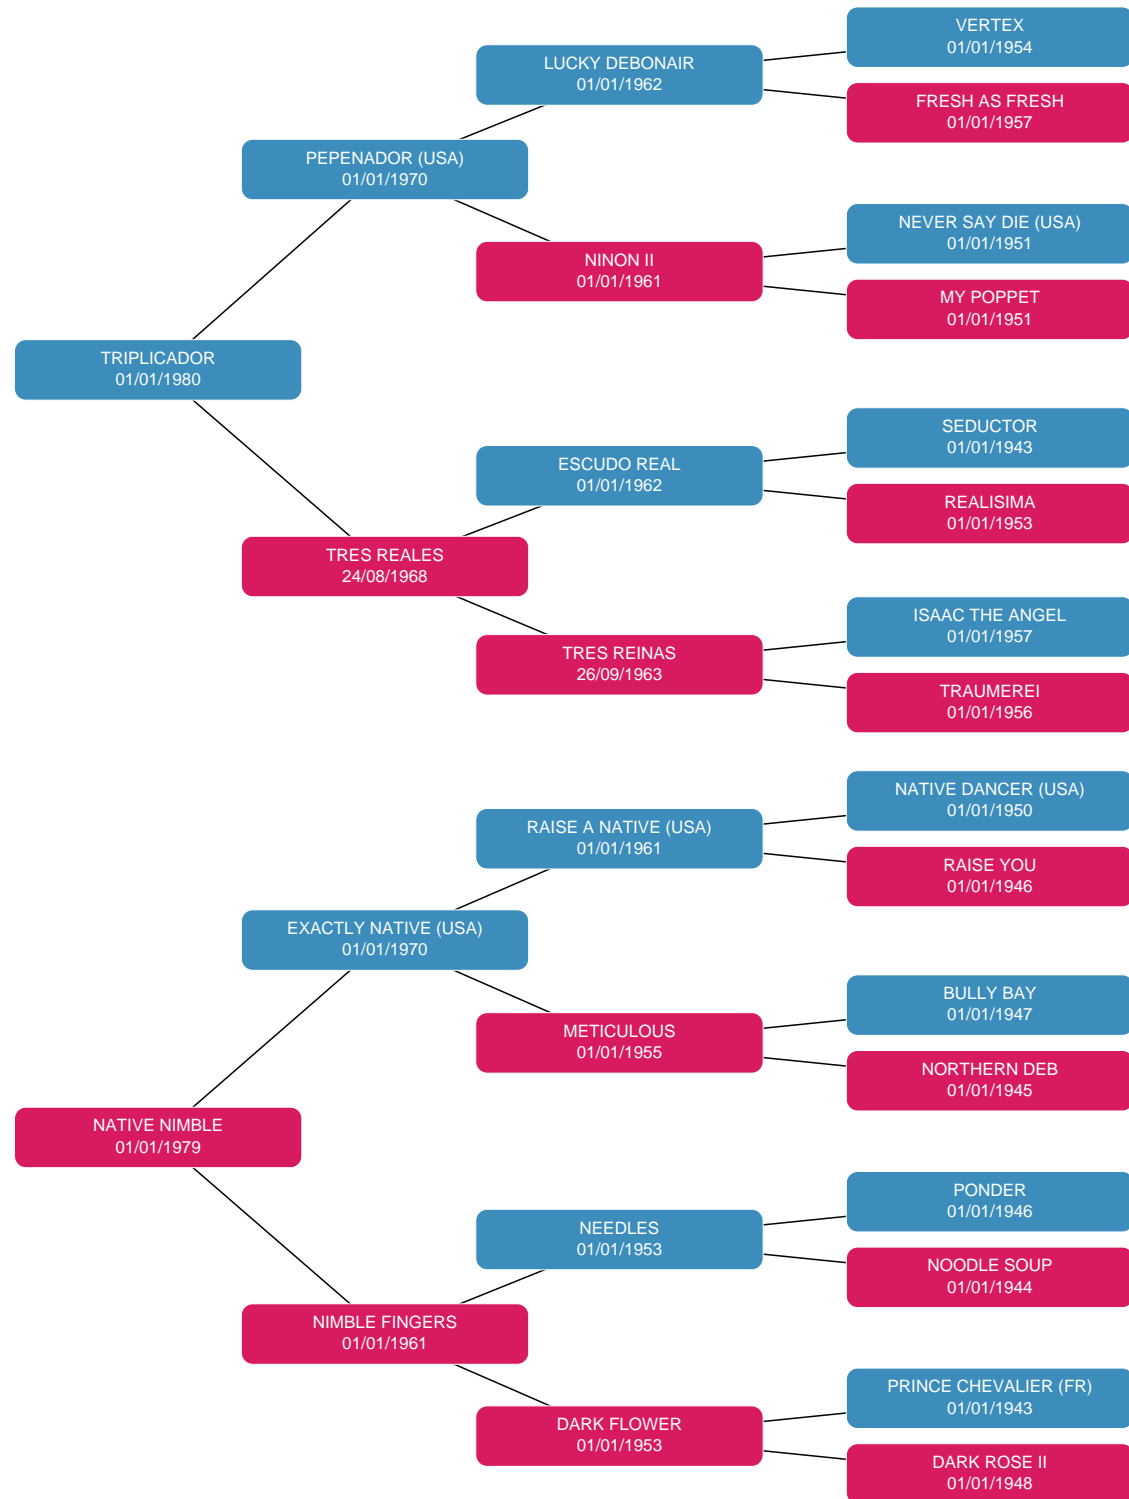 VERTEX
01/01/1954
LUCKY DEBONAIR
01/01/1962
FRESH AS FRESH
01/01/1957
PEPENADOR (USA)
01/01/1970
NEVER SAY DIE (USA)
01/01/1951
NINON II
01/01/1961
MY POPPET
01/01/1951
TRIPLICADOR
01/01/1980
SEDUCTOR
01/01/1943
ESCUDO REAL
01/01/1962
REALISIMA
01/01/1953
TRES REALES
24/08/1968
ISAAC THE ANGEL
01/01/1957
TRES REINAS
26/09/1963
TRAUMEREI
01/01/1956
NATIVE DANCER (USA)
01/01/1950
RAISE A NATIVE (USA)
01/01/1961
RAISE YOU
01/01/1946
EXACTLY NATIVE (USA)
01/01/1970
BULLY BAY
01/01/1947
METICULOUS
01/01/1955
NORTHERN DEB
01/01/1945
NATIVE NIMBLE
01/01/1979
PONDER
01/01/1946
NEEDLES
01/01/1953
NOODLE SOUP
01/01/1944
NIMBLE FINGERS
01/01/1961
PRINCE CHEVALIER (FR)
01/01/1943
DARK FLOWER
01/01/1953
DARK ROSE II
01/01/1948